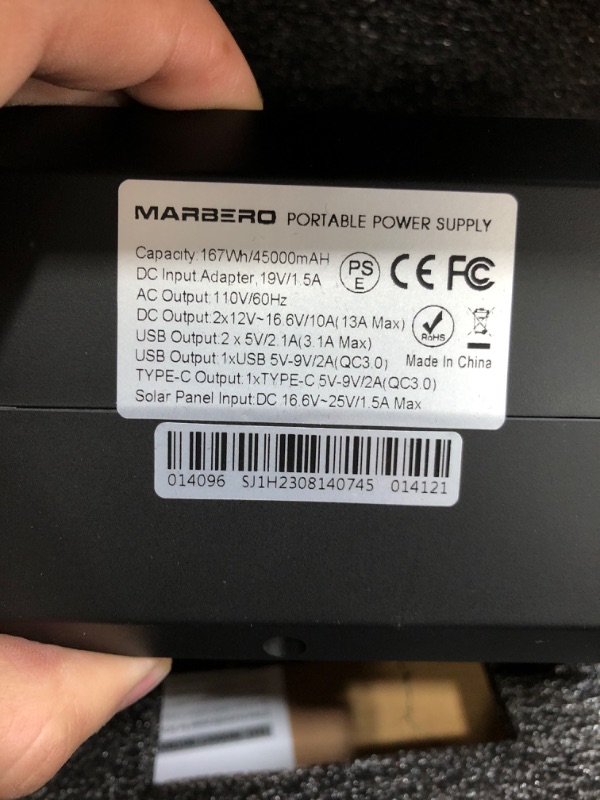 MARBERO PORTABLE POWER SUPPLY
Capacity:167Wh/45000mAH
DC Input:Adapter,19V/1.5A
AC Output:110V/60Hz
DC Output:2x12V~16.6V/10A(13A Max)
USB Output:2 x 5V/2.1A(3.1A Max)
USB Output:1xUSB 5V-9V/2A(QC3.0)
TYPE-C Output:1xTYPE-C 5V-9V/2A(QC3.0)
Solar Panel Input:DC 16.6V~25V/1.5A Max
PS
E
CE FC
RoHS
Made In China
014096 SJ1H2308140745 014121